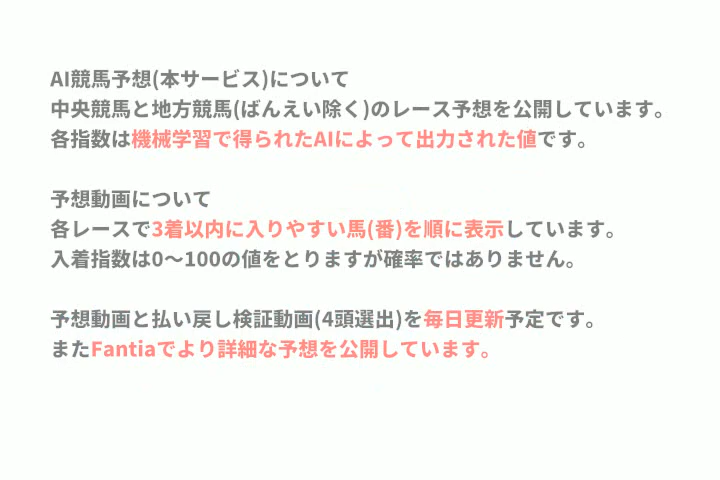 AI競馬予想(本サービス)について
中央競馬と地方競馬(ばんえい除く)のレース予想を公開しています。
各指数は機械学習で得られたAIによって出力された値です。
予想動画について
各レースで3着以内に入りやすい馬(番)を順に表示しています。
入着指数は0〜100の値をとりますが確率ではありません。
予想動画と払い戻し検証動画(4頭選出)を毎日更新予定です。
またFantiaでより詳細な予想を公開しています。